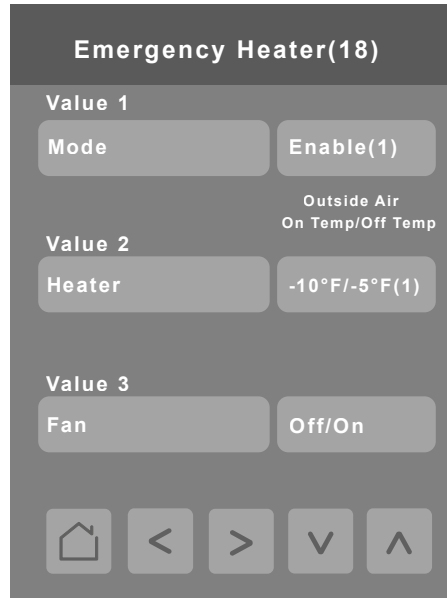 Emergency Heater(18)
Value 1
Mode
Enable(1)
Outside Air
On Temp/Off Temp
Value 2
Heater
-10°F/-5°F(1)
Value 3
Fan
Off/On
< > v ʌ